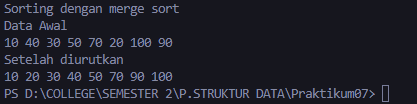 Sorting dengan merge sort
Data Awal
10 40 30 50 70 20 100 90
Setelah diurutkan
10 20 30 40 50 70 90 100
PS D:\COLLEGE\SEMESTER 2\P.STRUKTUR DATA\Praktikum07>